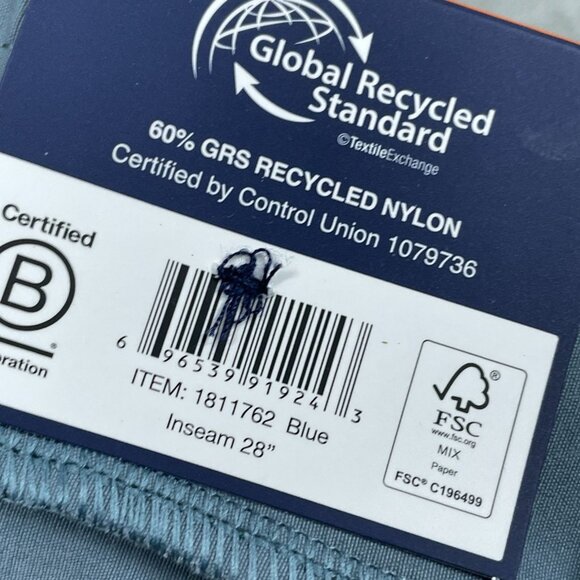 Global Recycled
Standard
©TextileExchange
60% GRS RECYCLED NYLON
Certified by Control Union 1079736
Certified
B
®
6 96539 91924 3
ITEM: 1811762 Blue
Inseam 28”
®
FSC
www.fsc.org
MIX
Paper
FSC® C196499